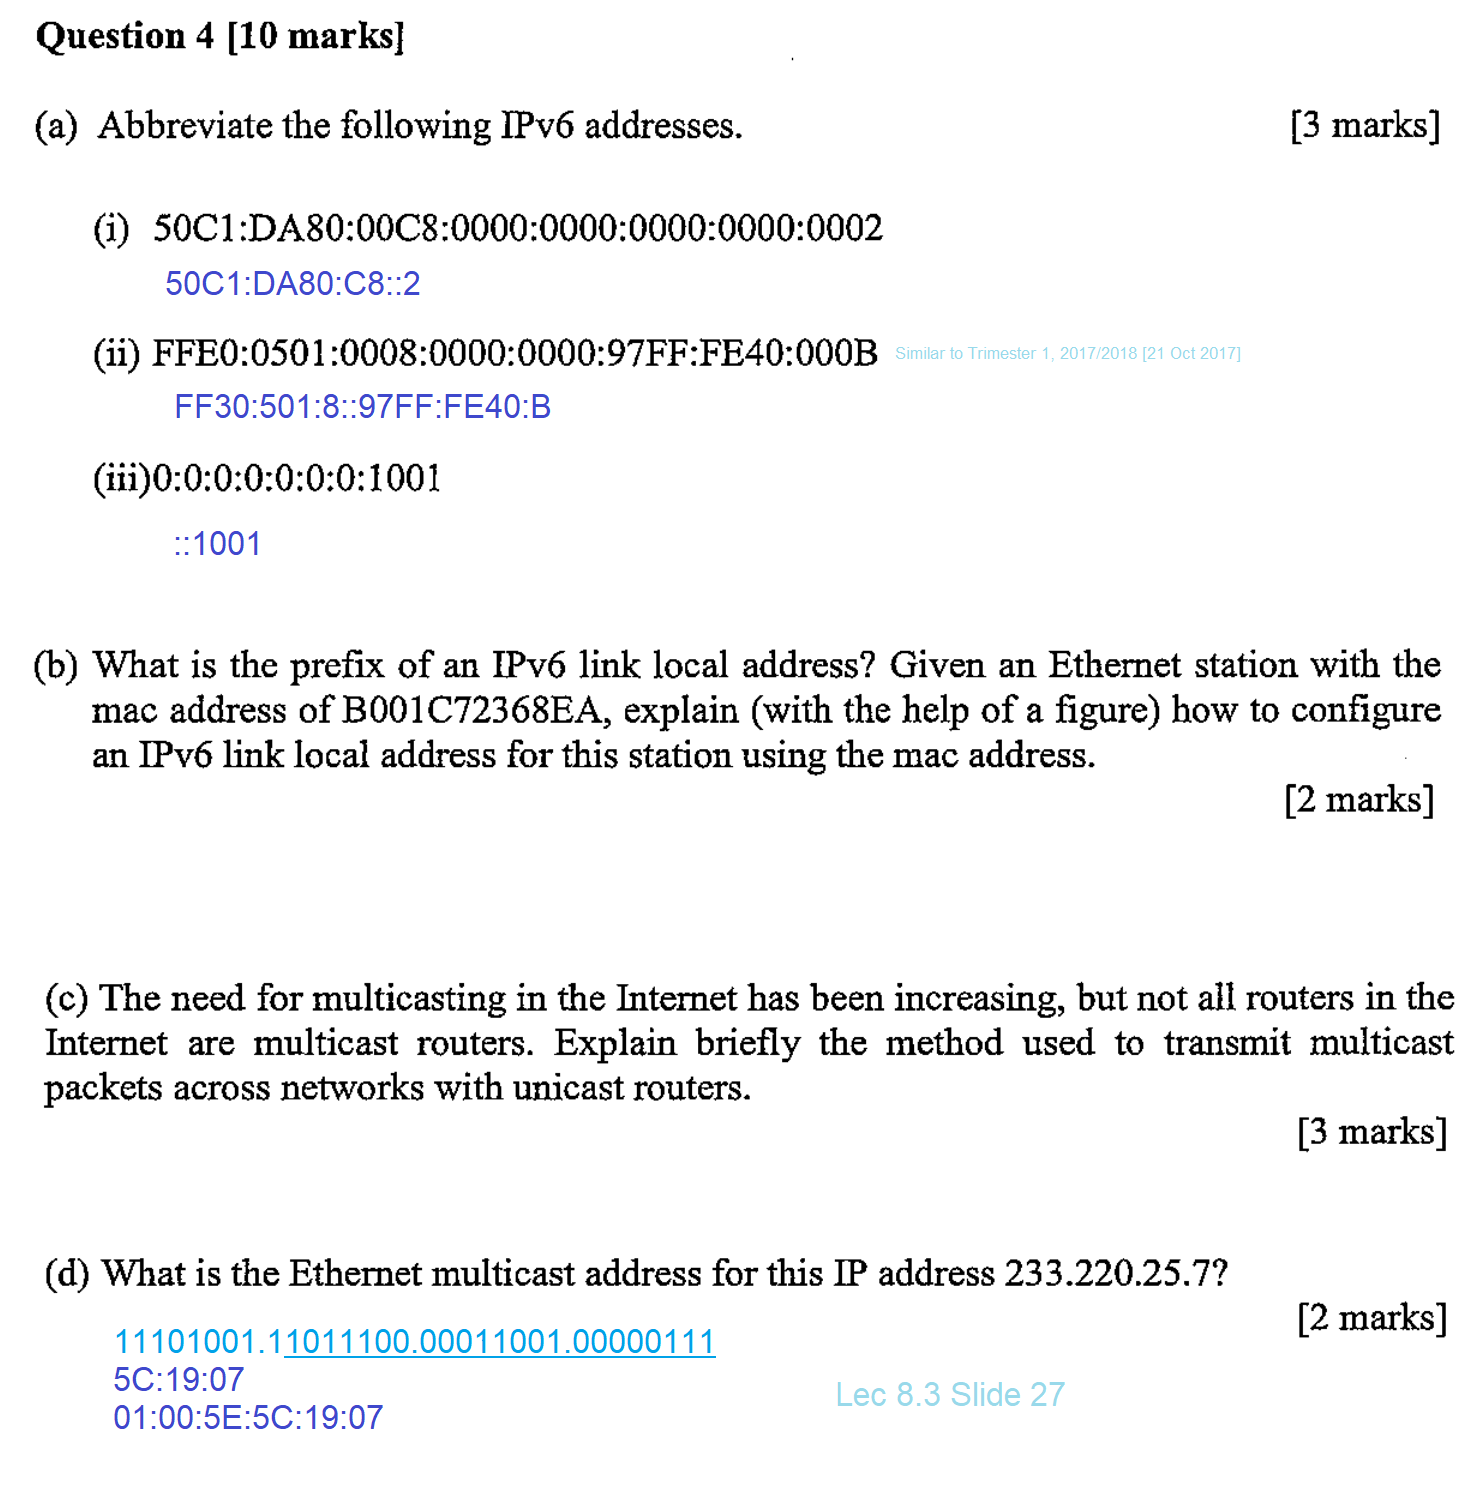 Question 4 [10 marks]
(a) Abbreviate the following IPv6 addresses. [3 marks]
(i) 50C1:DA80:00C8:0000:0000:0000:0000:0002
50C1:DA80:C8::2
(ii) FFE0:0501:0008:0000:0000:97FF:FE40:000B Similar to Trimester 1, 2017/2018 [21 Oct 2017]
FF30:501:8::97FF:FE40:B
(iii)0:0:0:0:0:0:0:1001
::1001
(b) What is the prefix of an IPv6 link local address? Given an Ethernet station with the
mac address of B001C72368EA, explain (with the help of a figure) how to configure
an IPv6 link local address for this station using the mac address.
[2 marks]
(c) The need for multicasting in the Internet has been increasing, but not all routers in the
Internet are multicast routers. Explain briefly the method used to transmit multicast
packets across networks with unicast routers.
[3 marks]
(d) What is the Ethernet multicast address for this IP address 233.220.25.7?
[2 marks]
11101001.11011100.00011001.00000111
5C:19:07
01:00:5E:5C:19:07
Lec 8.3 Slide 27